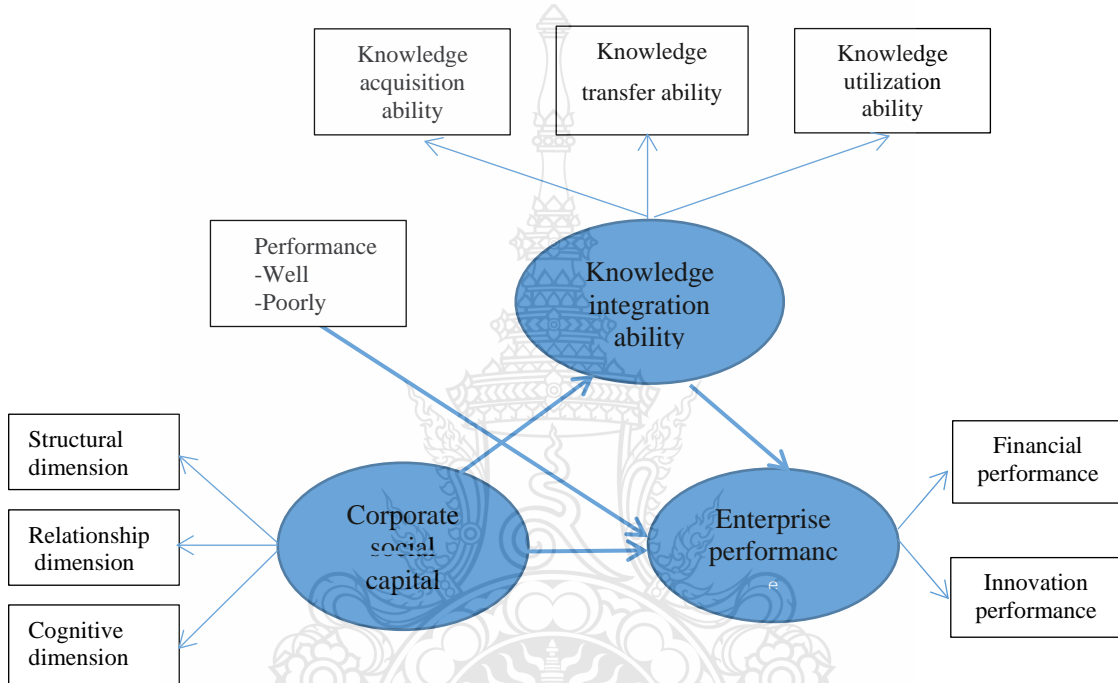 Knowledge
acquisition
ability
Knowledge
transfer ability
Knowledge
utilization
ability
Performance
-Well
-Poorly
Knowledge
integration
ability
Structural
dimension
Relationship
dimension
Cognitive
dimension
Corporate
social
capital
Enterprise
performanc
e
Financial
performance
Innovation
performance